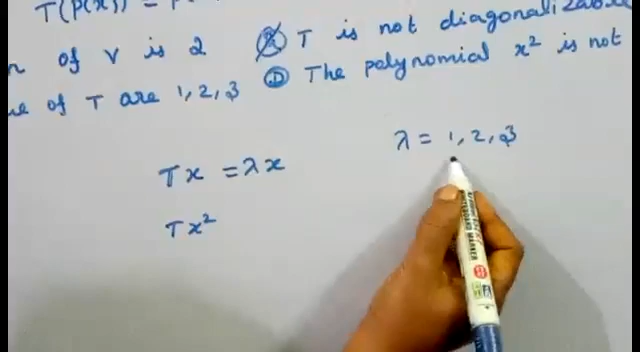 T(P(x)) =
of V is 2 Ⓐ T is not diagonalizable
of T are 1, 2, 3 Ⓓ The polynomial x² is not
λ = 1, 2, 3
Tx = λx
Tx²